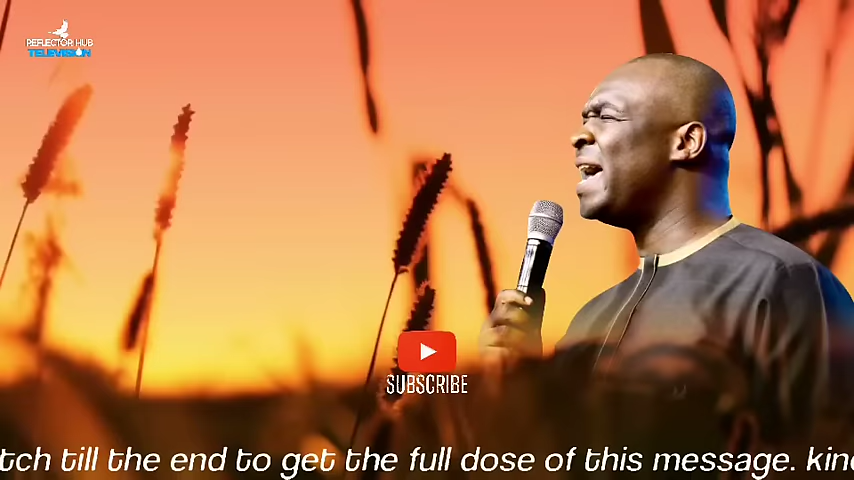 REFLECTOR HUB
TELEVISION
SUBSCRIBE
tch till the end to get the full dose of this message. kin